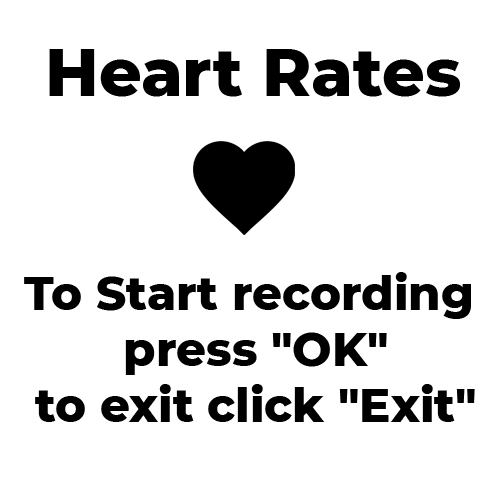 Heart Rates
To Start recording
press "OK"
to exit click "Exit"